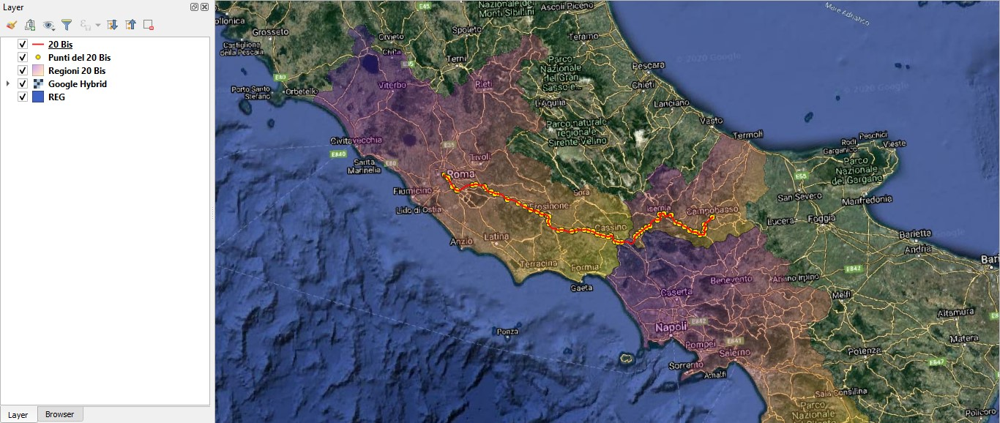 Layer
20 Bis
Punti del 20 Bis
Regioni 20 Bis
Google Hybrid
REG
Layer
Browser
Nazionale dei
Monti Sibillini
Ascoli Piceno
E45
Mare Adriatico
Grosseto
Orvieto
Spoleto
Teramo
Castiglione
della Pescaia
Civita
Terni
E35
Parco
Nazionale
del Gran
Sasso e...
© 2020 Google
Pescara
E80
Chieti
Porto Santo
Stefano
Orbetello
Viterbo
Rieti
© 2020 Google
L'Aquila
Lanciano
Vasto
Parco naturale
regionale
Sirente-Velino
Civitavecchia
E840
Termoli
Rodi
Peschici
Garganico
Vieste
E35
Santa
Marinella
E80
Tivoli
Parco
Nazionale
del Gargano
Roma
E55
Fiumicino
Sora
San Severo
Manfredonia
Lido di Ostia
Frosinone
Isernia
Campobasso
Lucera
Foggia
Anzio
Latina
Cassino
Barletta
Google
Andria
Bari
Terracina
Formia
E842
Gaeta
Caserta
Benevento
Ariano Irpino
Melfi
Altamura
Napoli
E842
Ponza
Pompei
E841
Salerno
Matera
Potenza
Sorrento
Amalfi
E847
Sala Consilina
Parco
Nazionale
Policoro